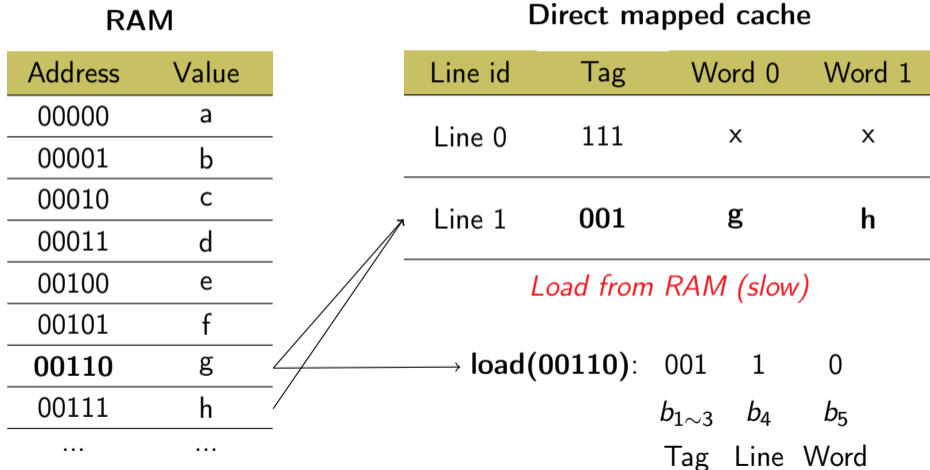 RAM
Address Value
00000 a
00001 b
00010 c
00011 d
00100 e
00101 f
00110 g
00111 h
... ...
Direct mapped cache
Line id Tag Word 0 Word 1
Line 0 111 x x
Line 1 001 g h
Load from RAM (slow)
load(00110): 001 1 0
b1∼3 b4 b5
Tag Line Word